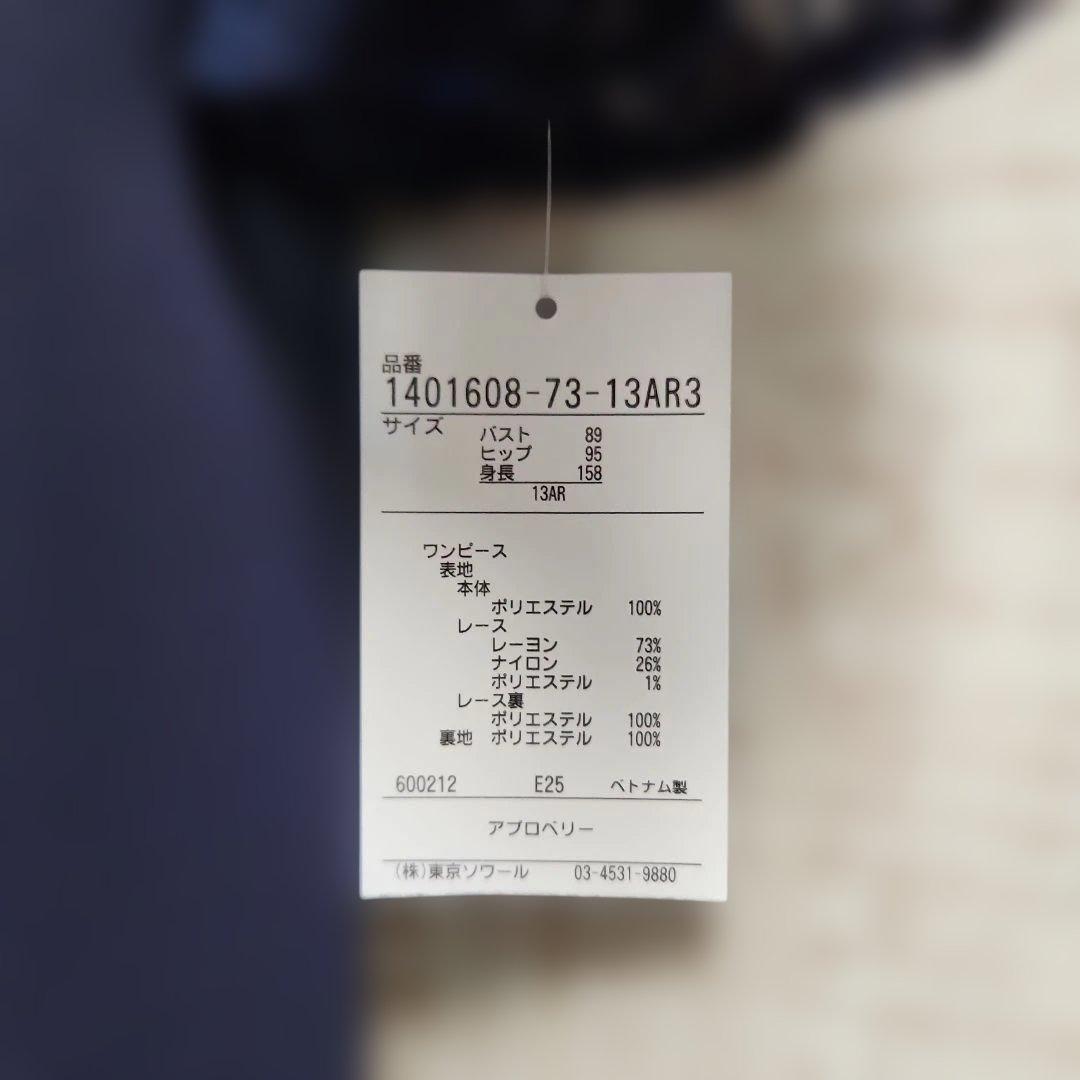 品番
1401608-73-13AR3
サイズ
バスト 89
ヒップ 95
身長 158
13AR
ワンピース
表地
本体
ポリエステル 100%
レース
レーヨン 73%
ナイロン 26%
ポリエステル 1%
レース裏
ポリエステル 100%
裏地 ポリエステル 100%
600212 E25 ベトナム製
アプロベリー
(株)東京ソワール 03-4531-9880